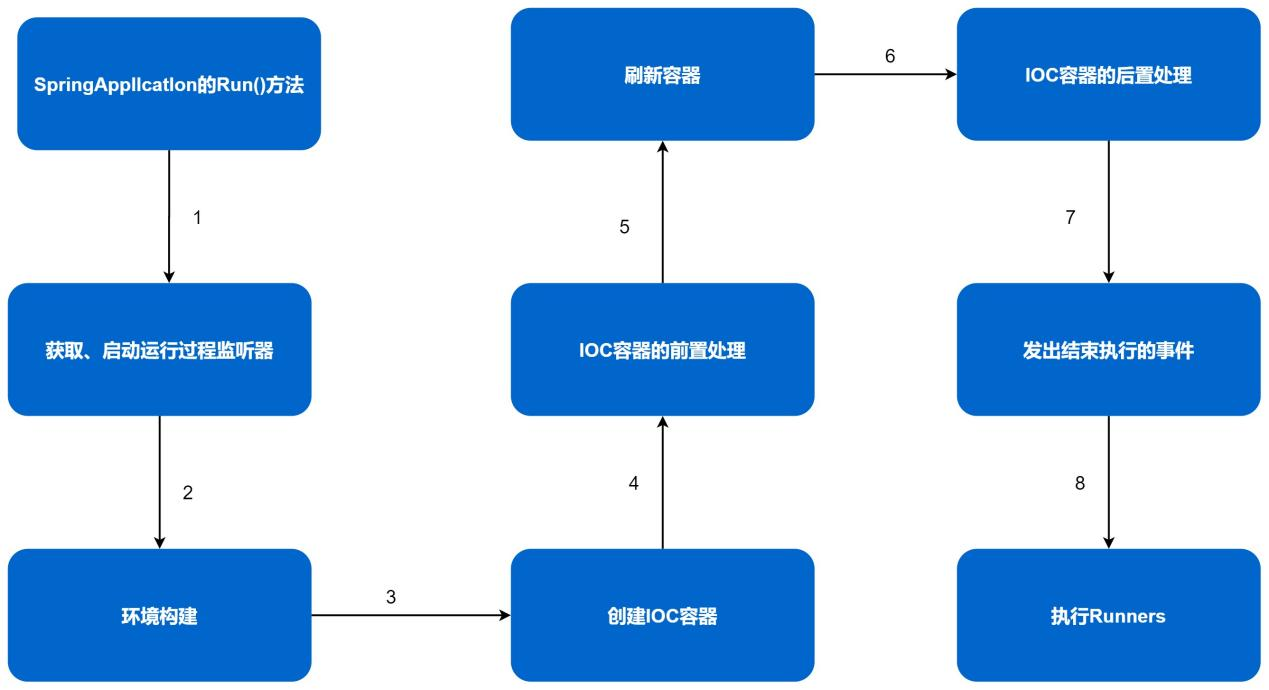 SpringApplIcatIon的Run()方法
1
获取、启动运行过程监听器
2
环境构建
3
创建IOC容器
4
IOC容器的前置处理
5
刷新容器
6
IOC容器的后置处理
7
发出结束执行的事件
8
执行Runners